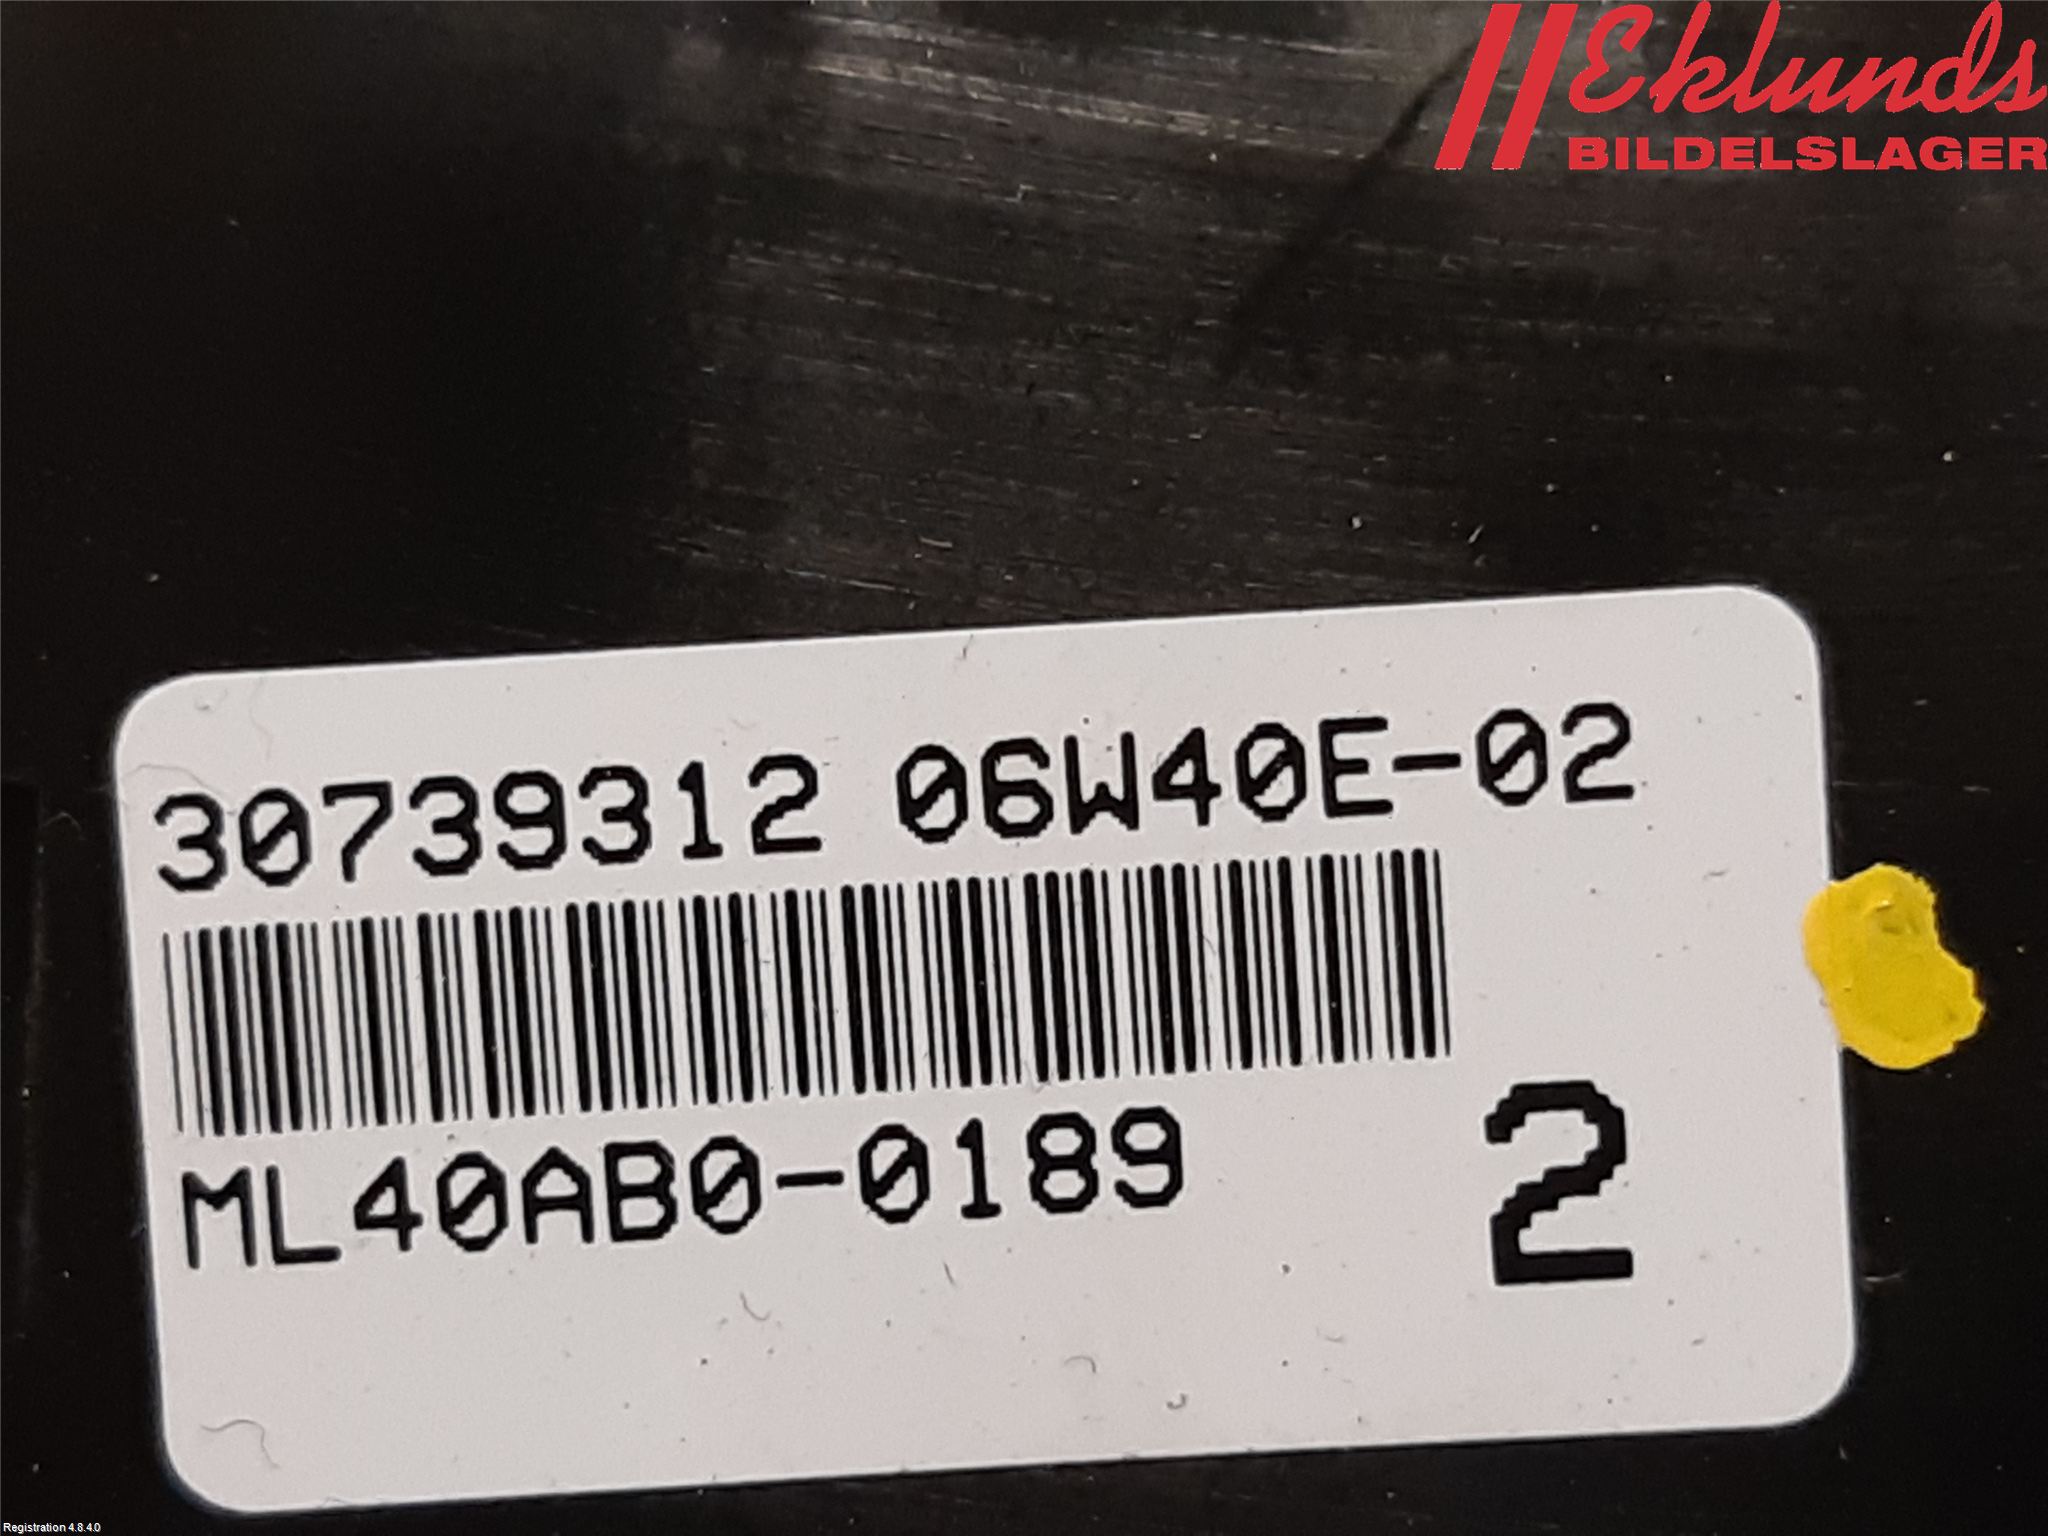 Eklunds
BILDELSLAGER
30739312 06W40E-02
ML40AB0-0189
2
Registration 4.8.4.0